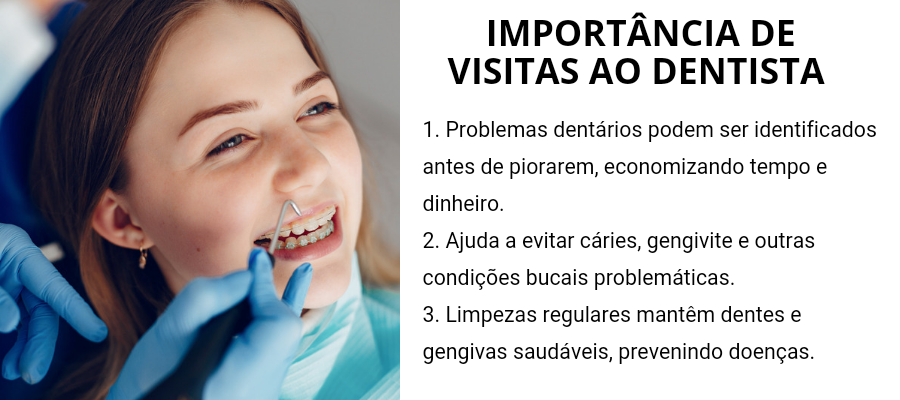 IMPORTÂNCIA DE
VISITAS AO DENTISTA
1. Problemas dentários podem ser identificados
antes de piorarem, economizando tempo e
dinheiro.
2. Ajuda a evitar cáries, gengivite e outras
condições bucais problemáticas.
3. Limpezas regulares mantêm dentes e
gengivas saudáveis, prevenindo doenças.